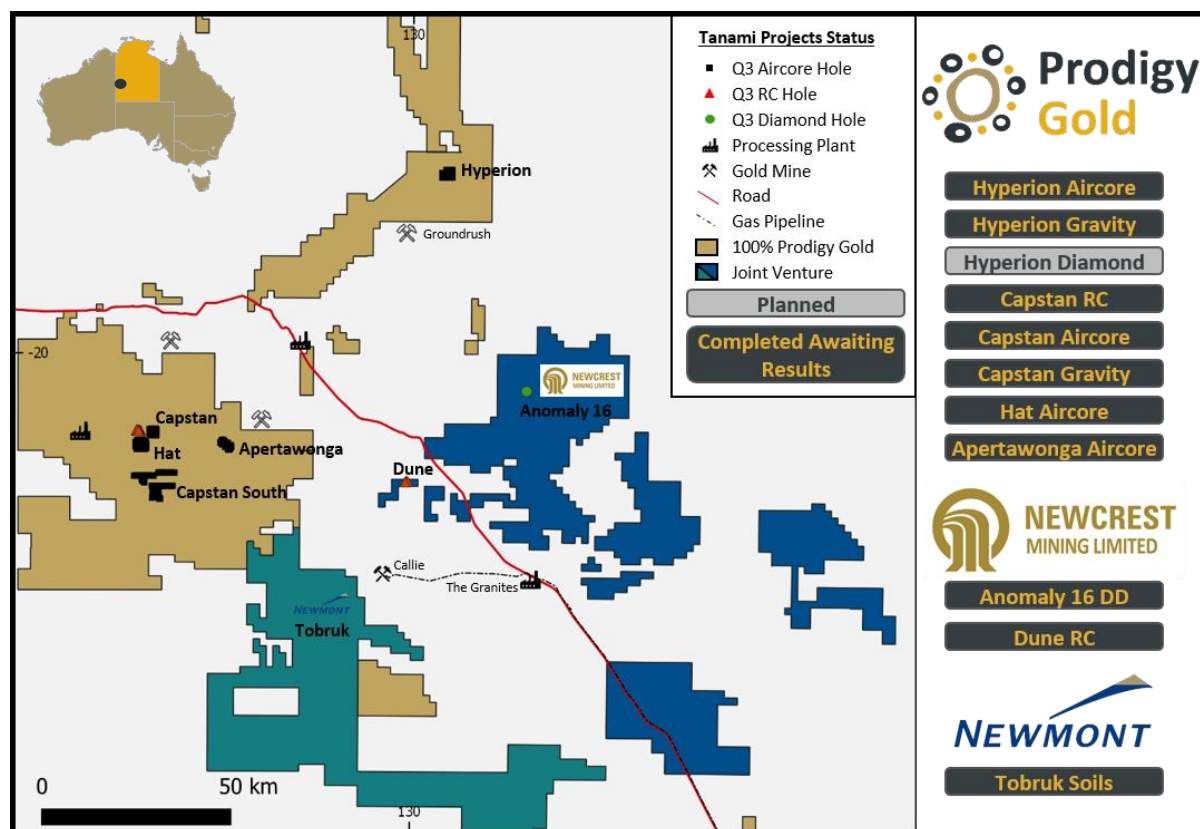 130
-20
Hyperion
Groundrush
Capstan
Hat
Apertawonga
Capstan South
NEWCREST
MINING LIMITED
Anomaly 16
Dune
Callie
The Granites
NEWMONT
Tobruk
0
50 km
130
Tanami Projects Status
Q3 Aircore Hole
Q3 RC Hole
Q3 Diamond Hole
Processing Plant
Gold Mine
Road
Gas Pipeline
100% Prodigy Gold
Joint Venture
Planned
Completed Awaiting
Results
Prodigy
Gold
Hyperion Aircore
Hyperion Gravity
Hyperion Diamond
Capstan RC
Capstan Aircore
Capstan Gravity
Hat Aircore
Apertawonga Aircore
NEWCREST
MINING LIMITED
Anomaly 16 DD
Dune RC
NEWMONT
Tobruk Soils